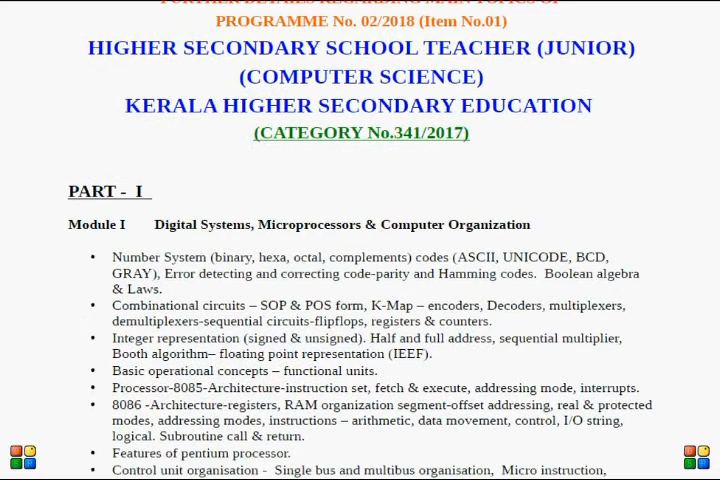 FURTHER DETAILS REGARDING MAIN TOPICS OF
PROGRAMME No. 02/2018 (Item No.01)
HIGHER SECONDARY SCHOOL TEACHER (JUNIOR)
(COMPUTER SCIENCE)
KERALA HIGHER SECONDARY EDUCATION
(CATEGORY No.341/2017)
PART - I
Module I Digital Systems, Microprocessors & Computer Organization
• Number System (binary, hexa, octal, complements) codes (ASCII, UNICODE, BCD,
GRAY), Error detecting and correcting code-parity and Hamming codes. Boolean algebra
& Laws.
• Combinational circuits – SOP & POS form, K-Map – encoders, Decoders, multiplexers,
demultiplexers-sequential circuits-flipflops, registers & counters.
• Integer representation (signed & unsigned). Half and full address, sequential multiplier,
Booth algorithm– floating point representation (IEEF).
• Basic operational concepts – functional units.
• Processor-8085-Architecture-instruction set, fetch & execute, addressing mode, interrupts.
• 8086 -Architecture-registers, RAM organization segment-offset addressing, real & protected
modes, addressing modes, instructions – arithmetic, data movement, control, I/O string,
logical. Subroutine call & return.
• Features of pentium processor.
• Control unit organisation - Single bus and multibus organisation, Micro instruction,